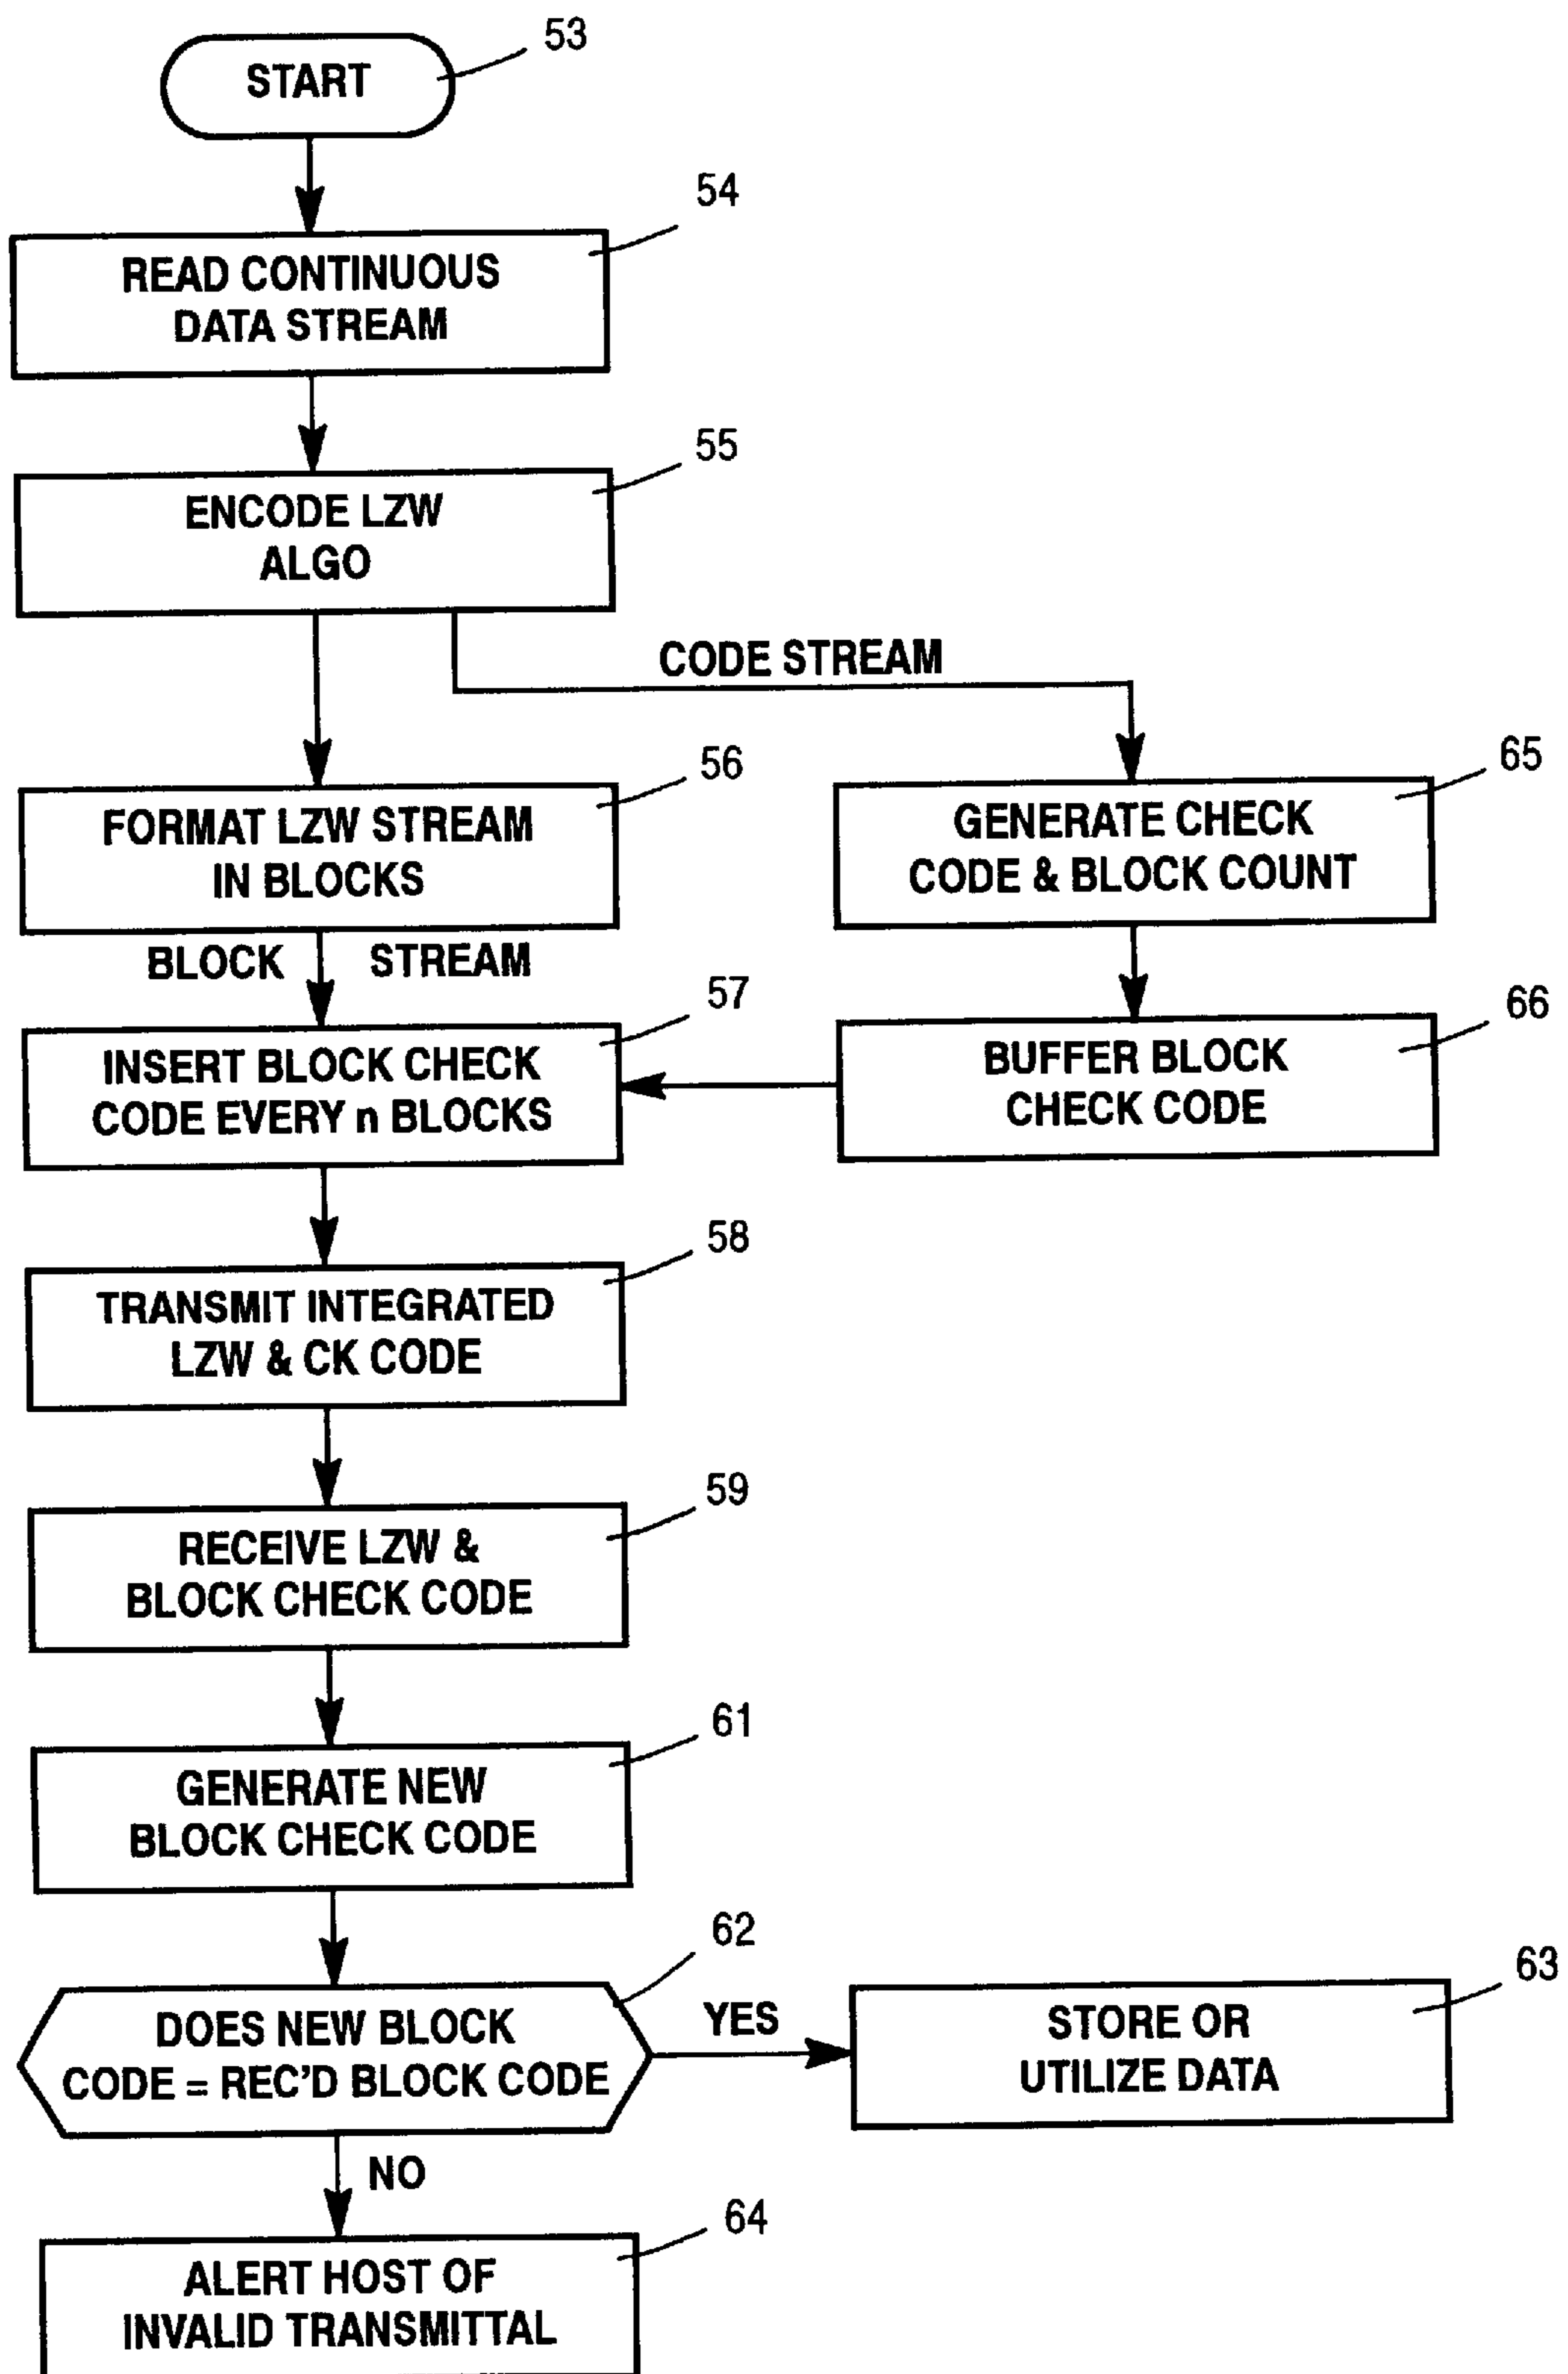 53
START
54
READ CONTINUOUS
DATA STREAM
55
ENCODE LZW
ALGO
CODE STREAM
56
FORMAT LZW STREAM
IN BLOCKS
65
GENERATE CHECK
CODE & BLOCK COUNT
BLOCK STREAM
57
INSERT BLOCK CHECK
CODE EVERY n BLOCKS
66
BUFFER BLOCK
CHECK CODE
58
TRANSMIT INTEGRATED
LZW & CK CODE
59
RECEIVE LZW &
BLOCK CHECK CODE
61
GENERATE NEW
BLOCK CHECK CODE
62
DOES NEW BLOCK
CODE = REC'D BLOCK CODE
YES
63
STORE OR
UTILIZE DATA
NO
64
ALERT HOST OF
INVALID TRANSMITTAL